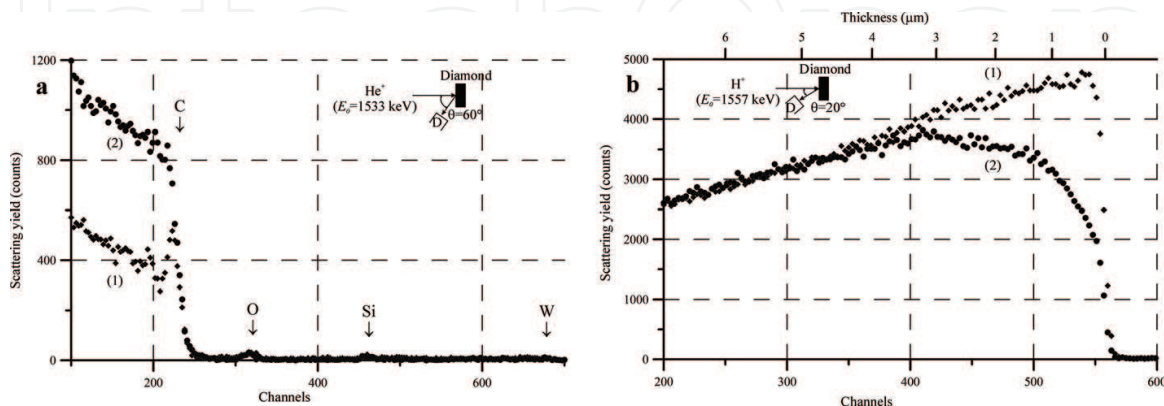 a
Scattering yield (counts)
1200
800
400
0
200
400
600
Channels
C
(2)
(1)
O
Si
W
Diamond
He⁺
(E₀=1533 keV)
D
θ=60°
b
Thickness (μm)
6
5
4
3
2
1
0
Scattering yield (counts)
5000
4000
3000
2000
1000
0
200
300
400
500
600
Channels
Diamond
H⁺
(E₀=1557 keV)
D
θ=20°
(1)
(2)